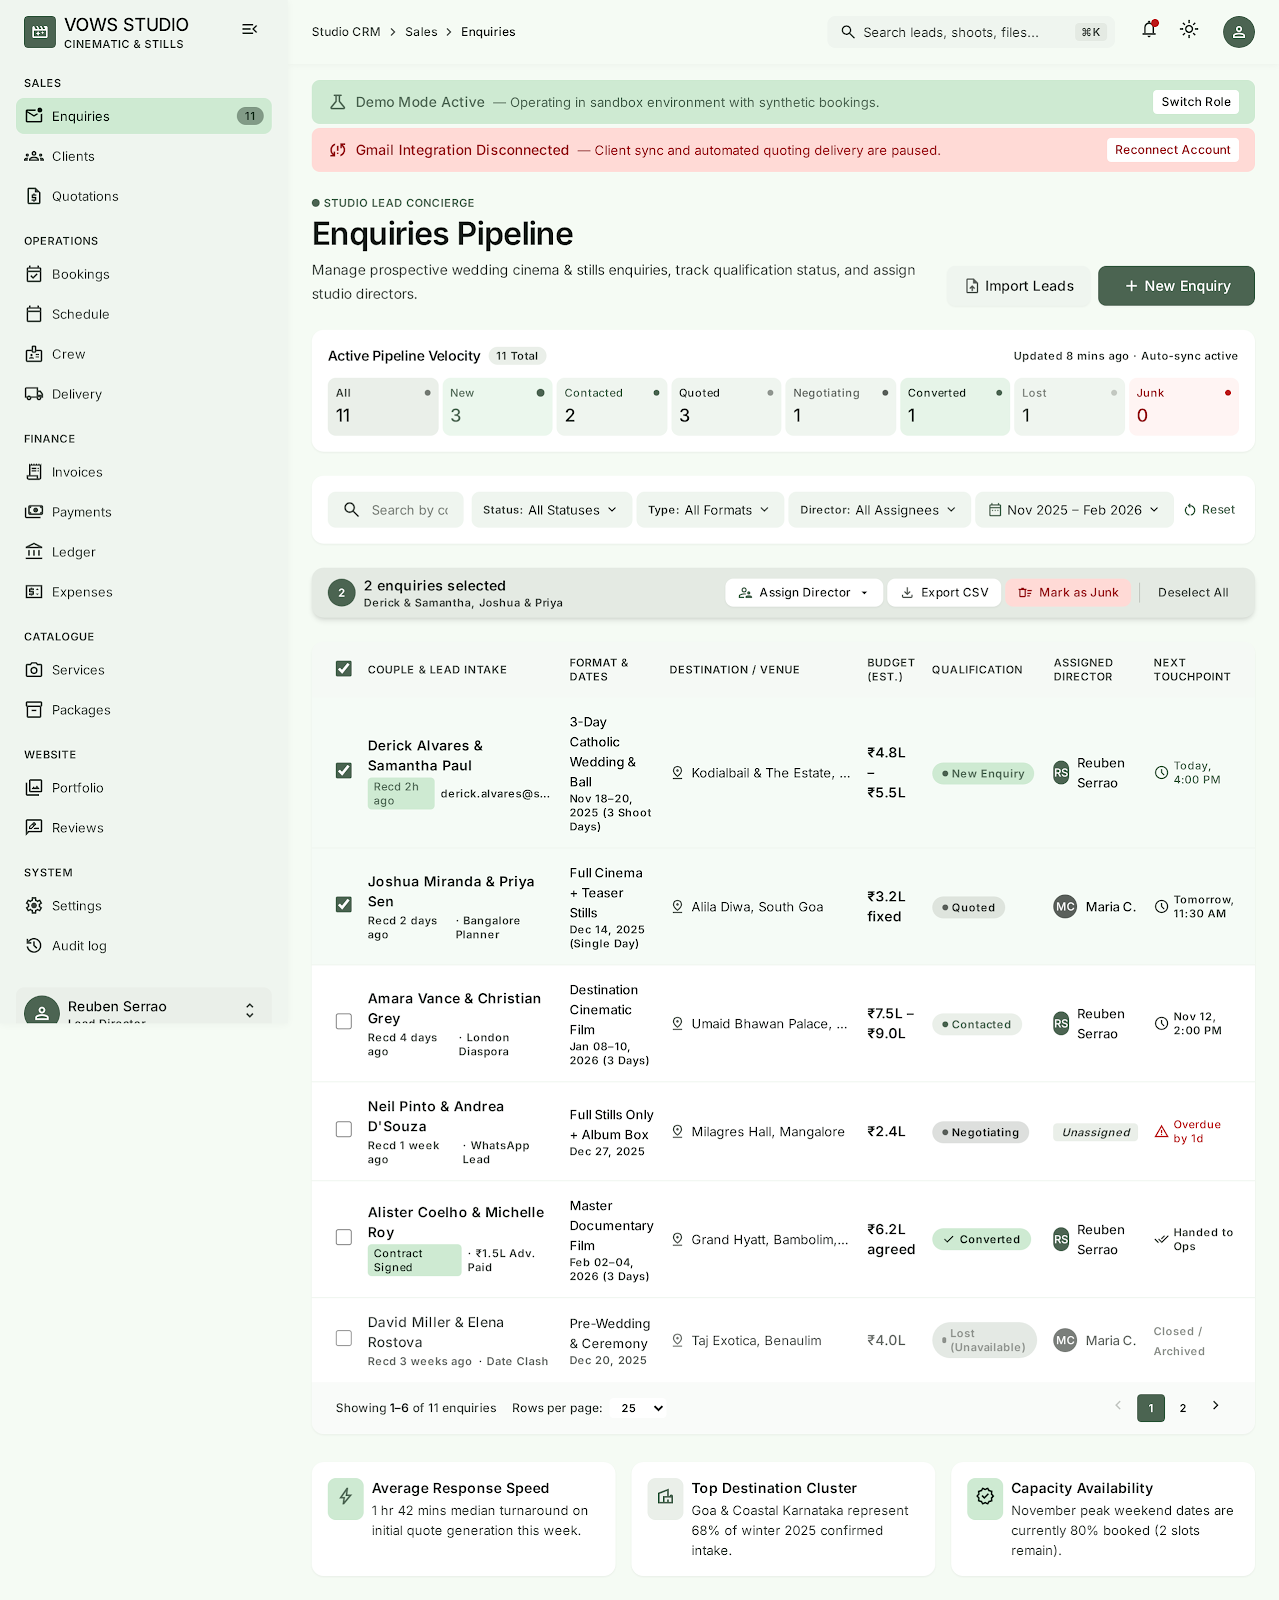 VOWS STUDIO
CINEMATIC & STILLS
SALES
Enquiries 11
Clients
Quotations
OPERATIONS
Bookings
Schedule
Crew
Delivery
FINANCE
Invoices
Payments
Ledger
Expenses
CATALOGUE
Services
Packages
WEBSITE
Portfolio
Reviews
SYSTEM
Settings
Audit log
Reuben Serrao
Lead Director
Studio CRM > Sales > Enquiries
Search leads, shoots, files... ⌘K
Demo Mode Active — Operating in sandbox environment with synthetic bookings.
Switch Role
Gmail Integration Disconnected — Client sync and automated quoting delivery are paused.
Reconnect Account
STUDIO LEAD CONCIERGE
Enquiries Pipeline
Manage prospective wedding cinema & stills enquiries, track qualification status, and assign
studio directors.
Import Leads
+ New Enquiry
Active Pipeline Velocity 11 Total
Updated 8 mins ago · Auto-sync active
All
11
New
3
Contacted
2
Quoted
3
Negotiating
1
Converted
1
Lost
1
Junk
0
Search by co
Status: All Statuses
Type: All Formats
Director: All Assignees
Nov 2025 – Feb 2026
Reset
2
2 enquiries selected
Derick & Samantha, Joshua & Priya
Assign Director
Export CSV
Mark as Junk
Deselect All
COUPLE & LEAD INTAKE
FORMAT &
DATES
DESTINATION / VENUE
BUDGET
(EST.)
QUALIFICATION
ASSIGNED
DIRECTOR
NEXT
TOUCHPOINT
Derick Alvares &
Samantha Paul
Recd 2h
ago
derick.alvares@s...
3-Day
Catholic
Wedding &
Ball
Nov 18–20,
2025 (3 Shoot
Days)
Kodialbail & The Estate, ...
₹4.8L
–
₹5.5L
New Enquiry
RS
Reuben
Serrao
Today,
4:00 PM
Joshua Miranda & Priya
Sen
Recd 2 days
ago
· Bangalore
Planner
Full Cinema
+ Teaser
Stills
Dec 14, 2025
(Single Day)
Alila Diwa, South Goa
₹3.2L
fixed
Quoted
MC
Maria C.
Tomorrow,
11:30 AM
Amara Vance & Christian
Grey
Recd 4 days
ago
· London
Diaspora
Destination
Cinematic
Film
Jan 08–10,
2026 (3 Days)
Umaid Bhawan Palace, ...
₹7.5L –
₹9.0L
Contacted
RS
Reuben
Serrao
Nov 12,
2:00 PM
Neil Pinto & Andrea
D'Souza
Recd 1 week
ago
· WhatsApp
Lead
Full Stills Only
+ Album Box
Dec 27, 2025
Milagres Hall, Mangalore
₹2.4L
Negotiating
Unassigned
Overdue
by 1d
Alister Coelho & Michelle
Roy
Contract
Signed
· ₹1.5L Adv.
Paid
Master
Documentary
Film
Feb 02–04,
2026 (3 Days)
Grand Hyatt, Bambolim,...
₹6.2L
agreed
Converted
RS
Reuben
Serrao
Handed to
Ops
David Miller & Elena
Rostova
Recd 3 weeks ago · Date Clash
Pre-Wedding
& Ceremony
Dec 20, 2025
Taj Exotica, Benaulim
₹4.0L
Lost
(Unavailable)
MC
Maria C.
Closed /
Archived
Showing 1–6 of 11 enquiries Rows per page: 25
1 2
Average Response Speed
1 hr 42 mins median turnaround on
initial quote generation this week.
Top Destination Cluster
Goa & Coastal Karnataka represent
68% of winter 2025 confirmed
intake.
Capacity Availability
November peak weekend dates are
currently 80% booked (2 slots
remain).